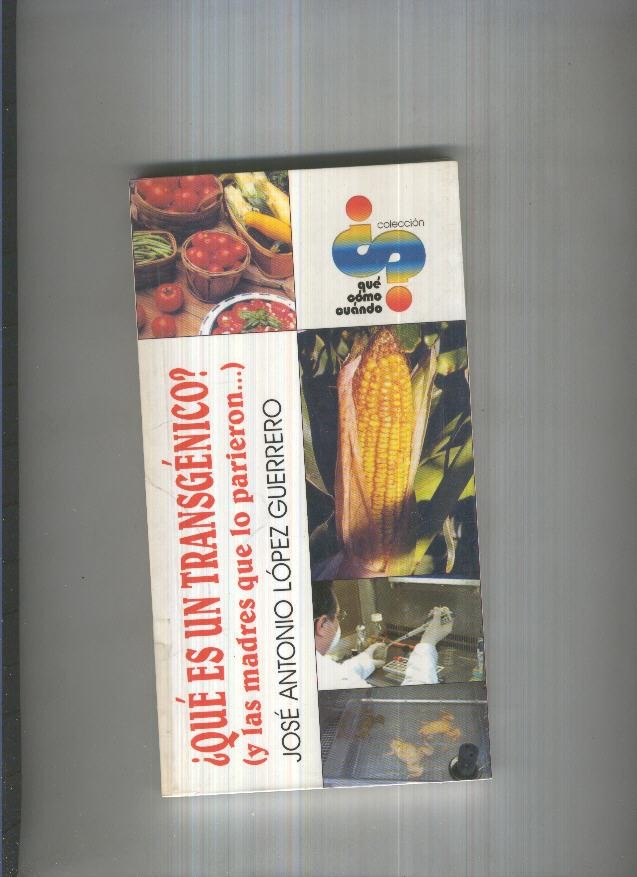 ¿QUÉ ES UN TRANSGÉNICO?
(y las madres que lo parieron...)
JOSÉ ANTONIO LÓPEZ GUERRERO
colección
qué
cómo
cuándo